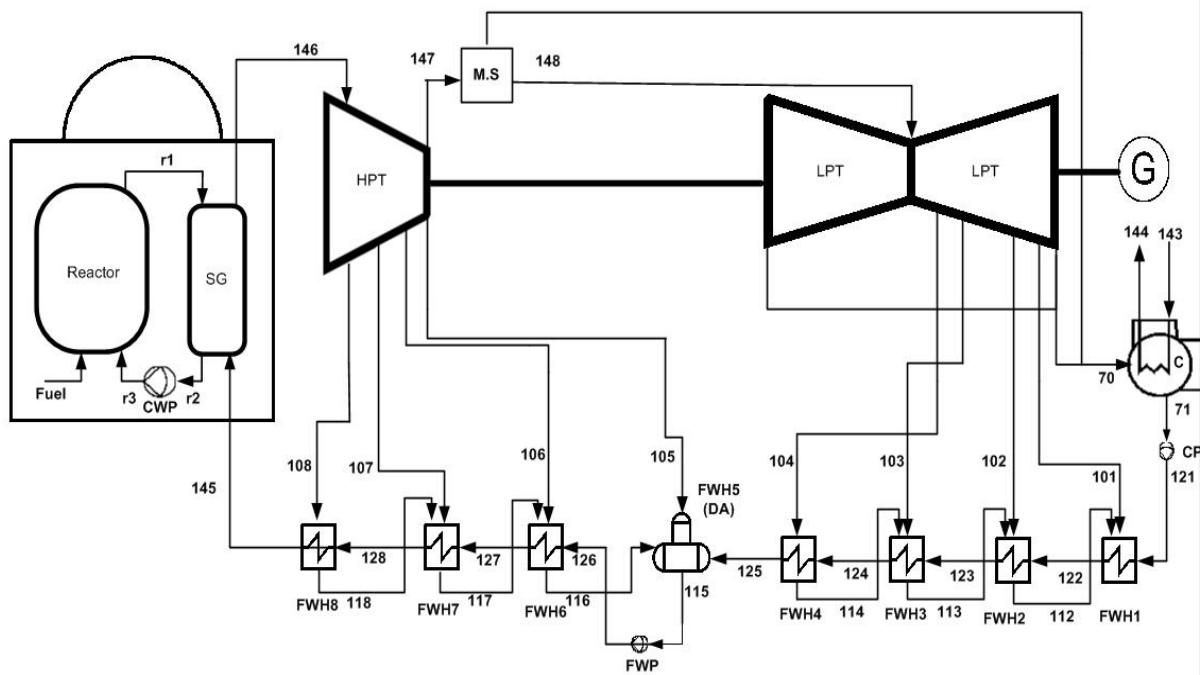 146
147
M.S
148
r1
HPT
LPT
LPT
G
144 143
Reactor
SG
Fuel
r3
CWP
r2
C
70
71
CP
121
108
107
106
105
104
103
102
101
145
FWH5
(DA)
128
127
126
125
124
123
122
FWH8
118
FWH7
117
FWH6
116
115
FWH4
114
FWH3
113
FWH2
112
FWH1
FWP